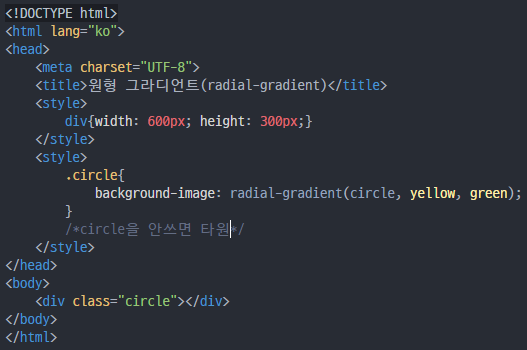 <!DOCTYPE html>
<html lang="ko">
<head>
    <meta charset="UTF-8">
    <title>원형 그라디언트(radial-gradient)</title>
    <style>
        div{width: 600px; height: 300px;}
    </style>
    <style>
        .circle{
            background-image: radial-gradient(circle, yellow, green);
        }
        /*circle을 안쓰면 타원*/
    </style>
</head>
<body>
    <div class="circle"></div>
</body>
</html>